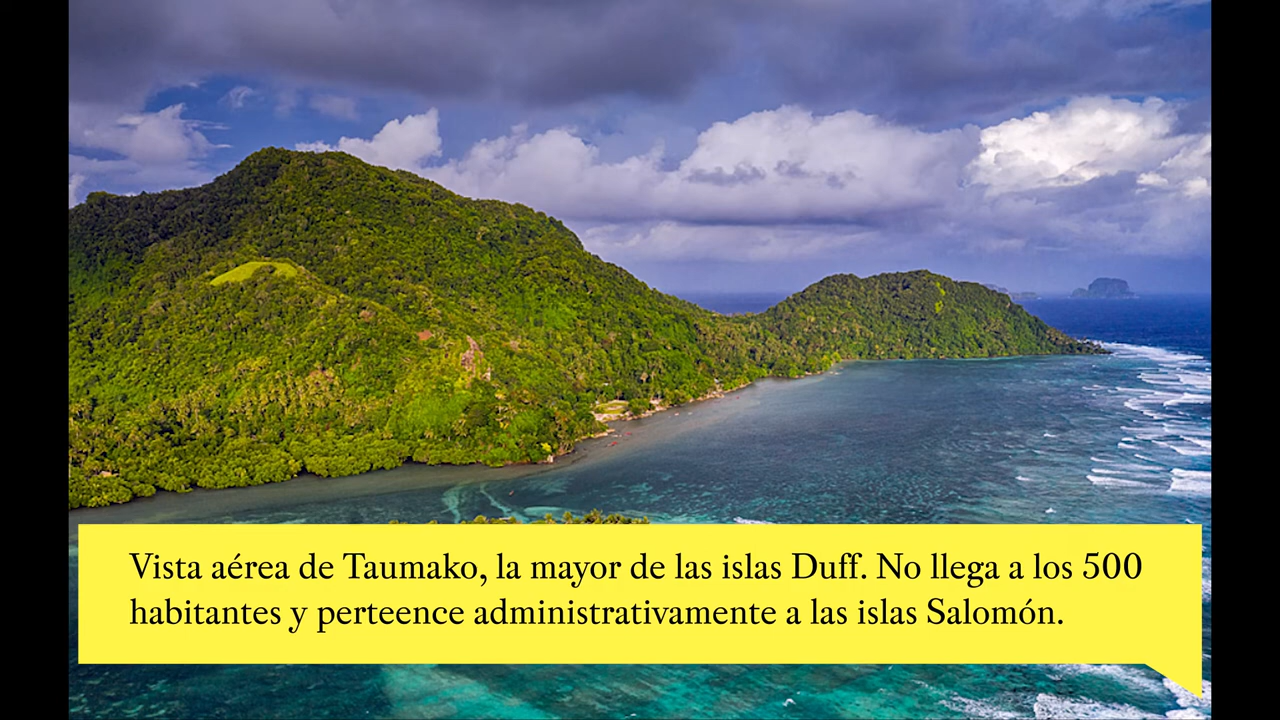 Vista aérea de Taumako, la mayor de las islas Duff. No llega a los 500
habitantes y perteence administrativamente a las islas Salomón.